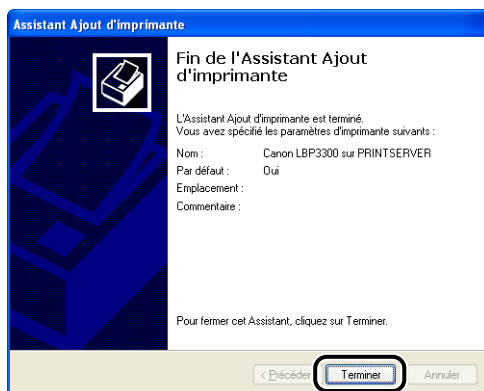 Assistant Ajout d'imprimante
Fin de l'Assistant Ajout
d'imprimante
L'Assistant Ajout d'imprimante est terminé.
Vous avez spécifié les paramètres d'imprimante suivants :
Nom : Canon LBP3300 sur PRINTSERVER
Par défaut : Oui
Emplacement :
Commentaire :
Pour fermer cet Assistant, cliquez sur Terminer.
< Précéder Terminer Annuler